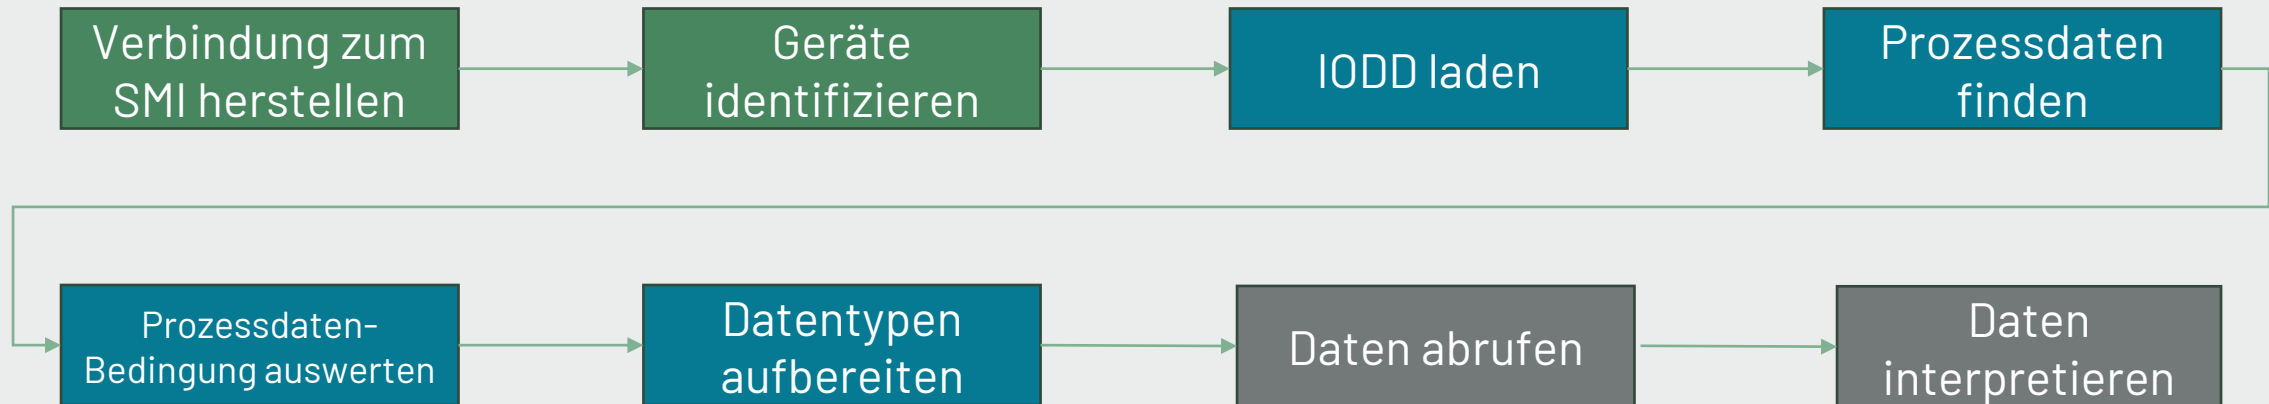 Verbindung zum
SMI herstellen
Geräte
identifizieren
IODD laden
Prozessdaten
finden
Prozessdaten-
Bedingung auswerten
Datentypen
aufbereiten
Daten abrufen
Daten
interpretieren